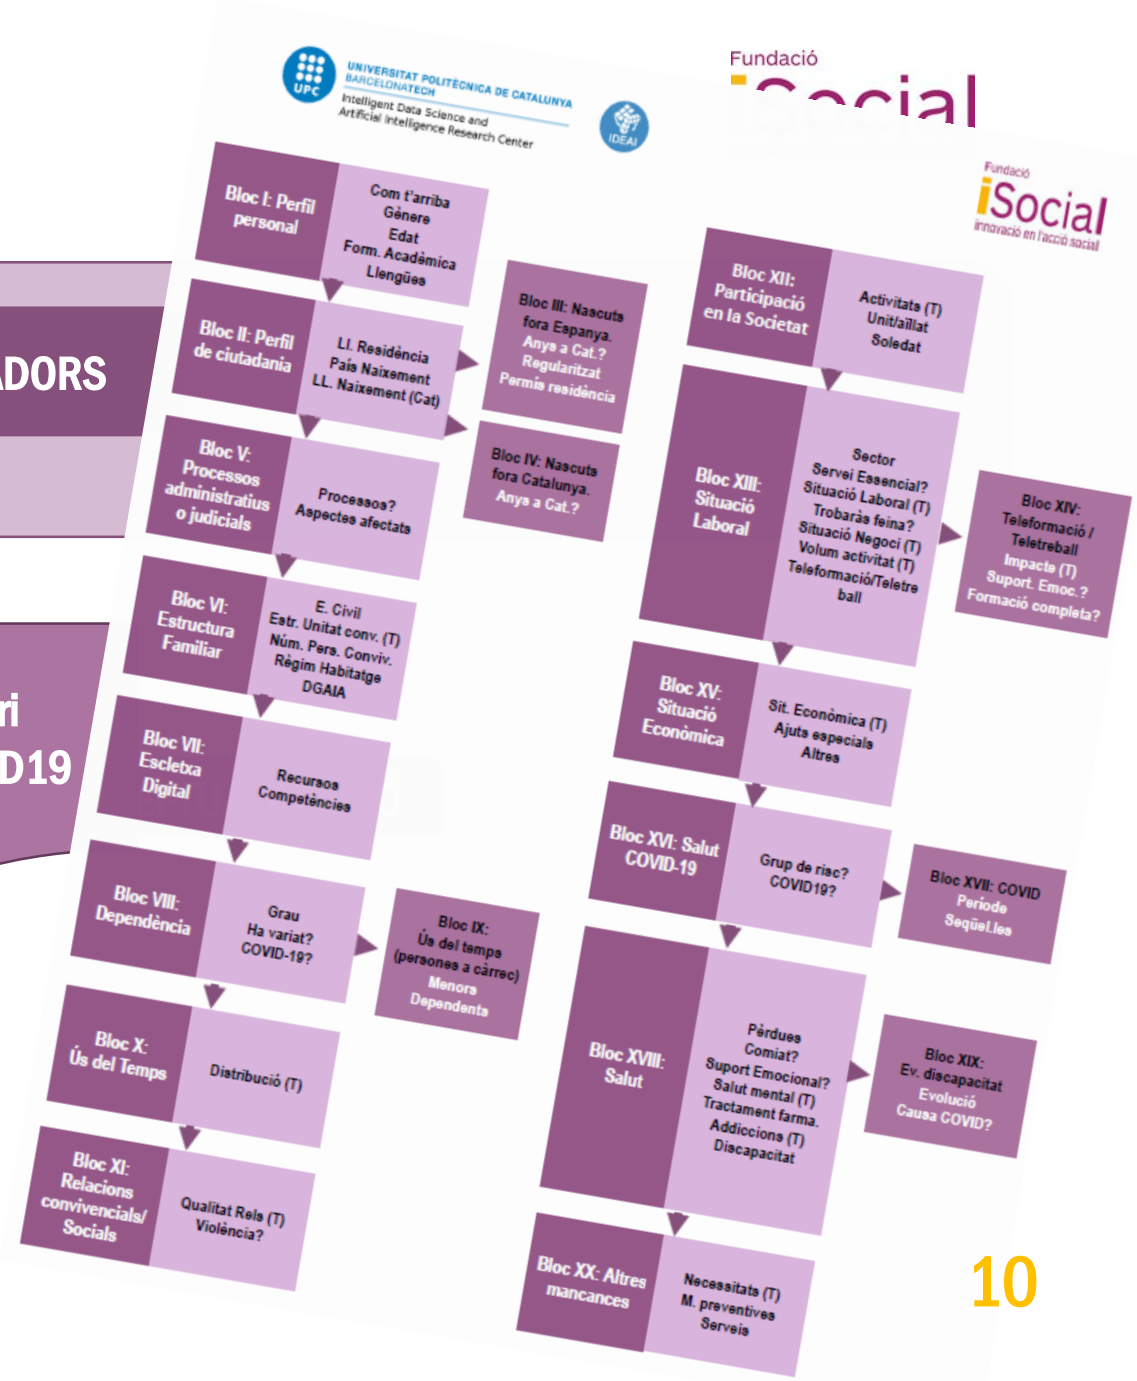 UPC
UNIVERSITAT POLITÈCNICA DE CATALUNYA
BARCELONATECH
Intelligent Data Science and
Artificial Intelligence Research Center
IDEAI
Fundació
iSocial
Fundació
iSocial
innovació en l'acció social
ADORS
ri
D19
Bloc I: Perfil
personal
Com t'arriba
Gènere
Edat
Form. Acadèmica
Llengües
Bloc II: Perfil
de ciutadania
Ll. Residència
País Naixement
LL. Naixement (Cat)
Bloc III: Nascuts
fora Espanya.
Anys a Cat.?
Regularitzat
Permís residència
Bloc IV: Nascuts
fora Catalunya.
Anys a Cat.?
Bloc V:
Processos
administratius
o judicials
Processos?
Aspectes afectats
Bloc VI:
Estructura
Familiar
E. Civil
Estr. Unitat conv. (T)
Núm. Pers. Conviv.
Règim Habitatge
DGAIA
Bloc VII:
Escletxa
Digital
Recursos
Competències
Bloc VIII:
Dependència
Grau
Ha variat?
COVID-19?
Bloc IX:
Ús del temps
(persones a càrrec)
Menors
Dependents
Bloc X:
Ús del Temps
Distribució (T)
Bloc XI:
Relacions
convivencials/
Socials
Qualitat Rels (T)
Violència?
Bloc XII:
Participació
en la Societat
Activitats (T)
Unit/aïllat
Soledat
Bloc XIII:
Situació
Laboral
Sector
Servei Essencial?
Situació Laboral (T)
Trobaràs feina?
Situació Negoci (T)
Volum activitat (T)
Teleformació/Teletre
ball
Bloc XIV:
Teleformació /
Teletreball
Impacte (T)
Suport. Emoc.?
Formació completa?
Bloc XV:
Situació
Econòmica
Sit. Econòmica (T)
Ajuts especials
Altres
Bloc XVI: Salut
COVID-19
Grup de risc?
COVID19?
Bloc XVII: COVID
Període
Seqüel.les
Bloc XVIII:
Salut
Pèrdues
Comiat?
Suport Emocional?
Salut mental (T)
Tractament farma.
Addiccions (T)
Discapacitat
Bloc XIX:
Ev. discapacitat
Evolució
Causa COVID?
Bloc XX: Altres
mancances
Necessitats (T)
M. preventives
Serveis
10